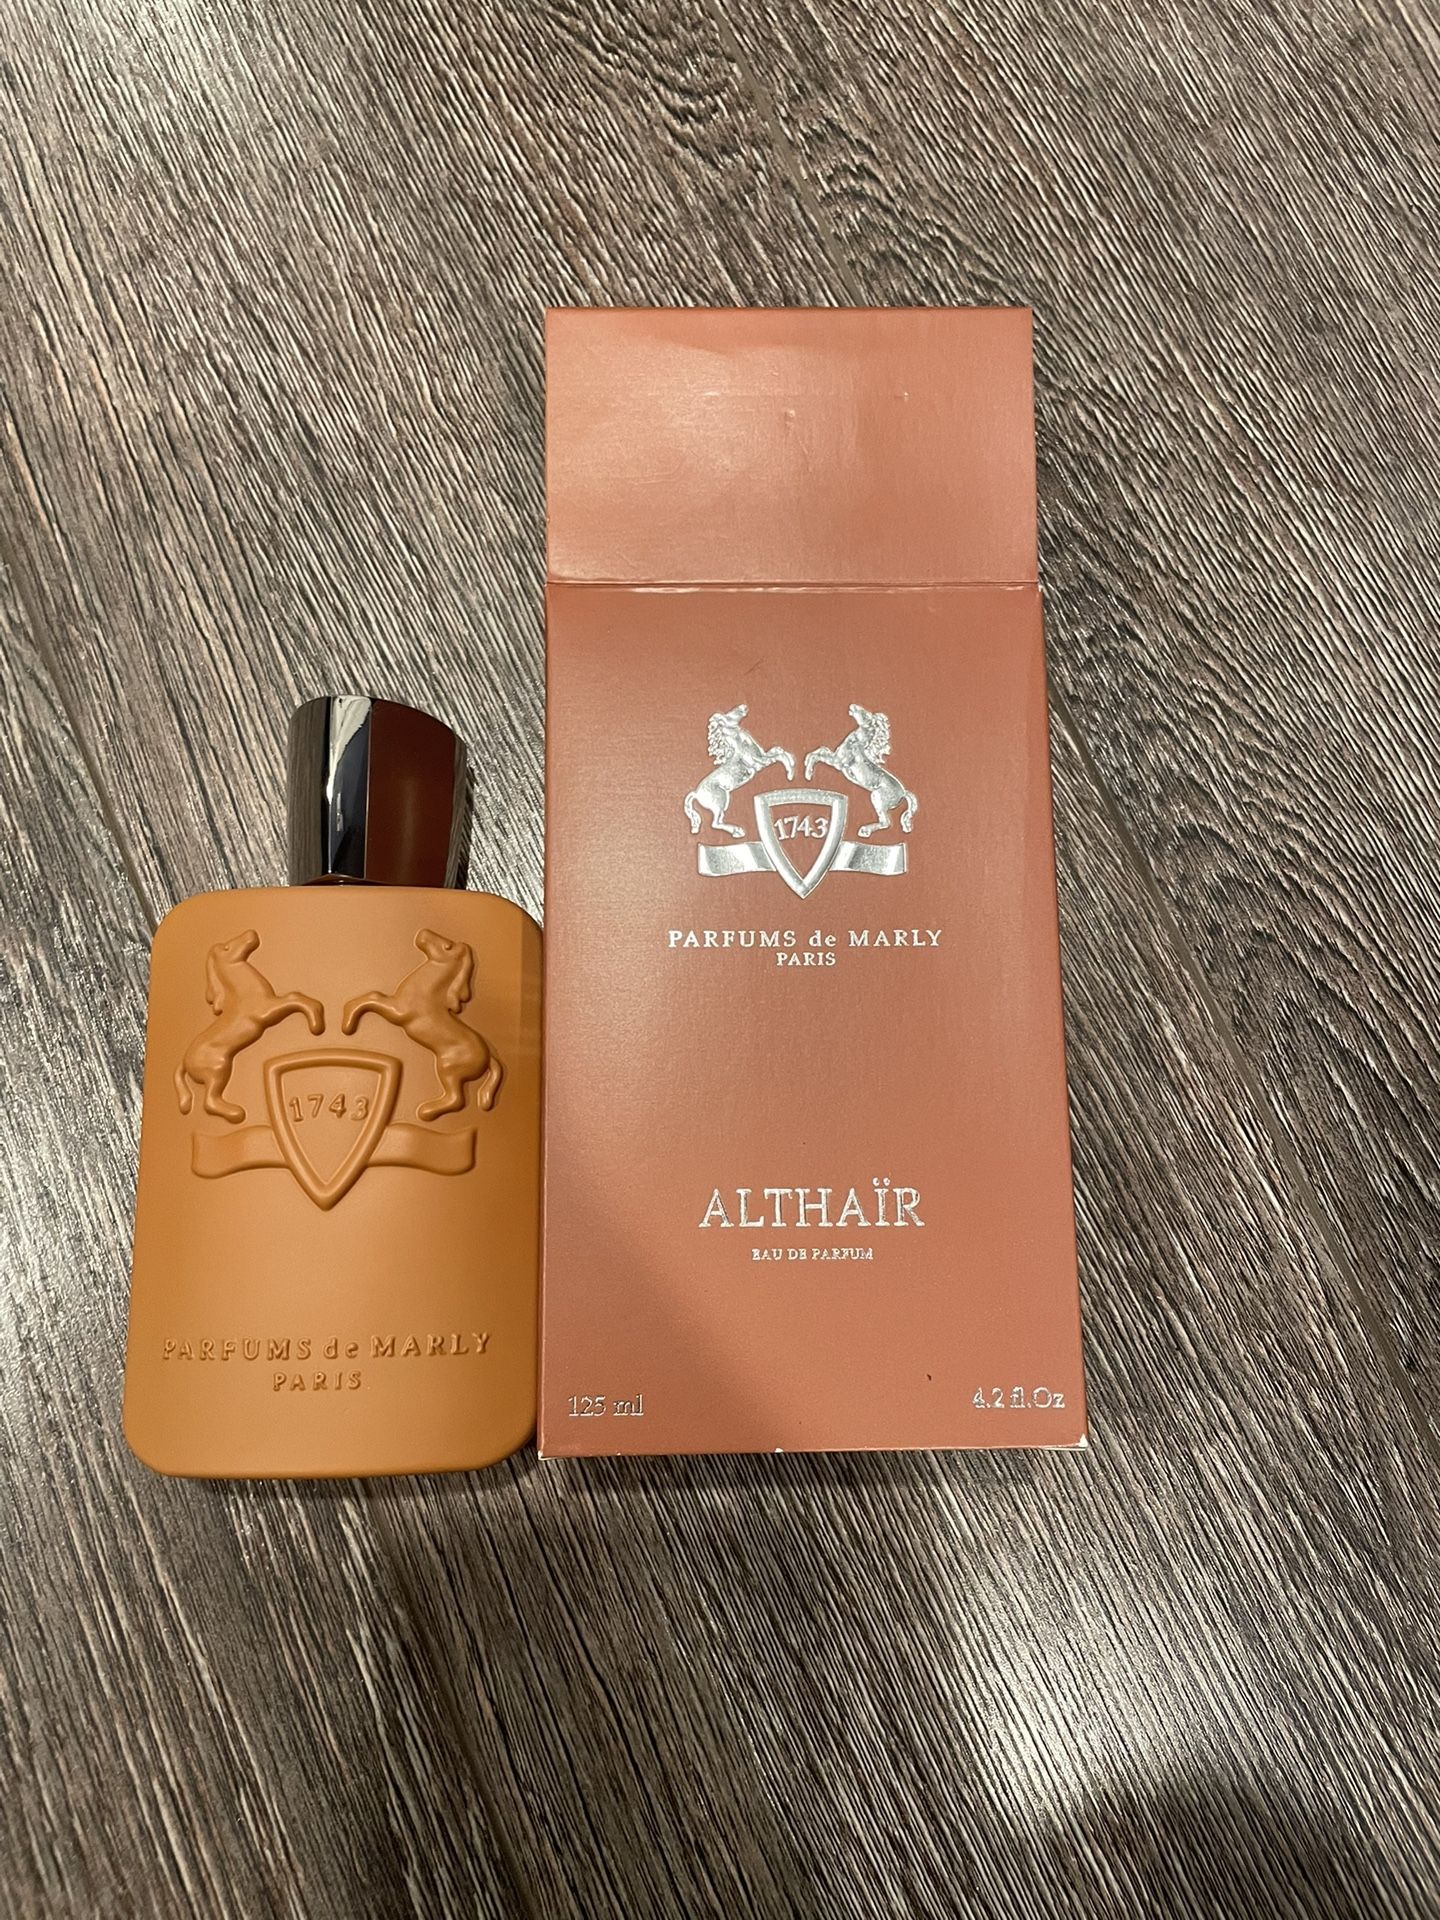 1743
PARFUMS de MARLY
PARIS
ALTHAÏR
EAU DE PARFUM
125 ml
4.2 fl.Oz
1743
PARFUMS de MARLY
PARIS